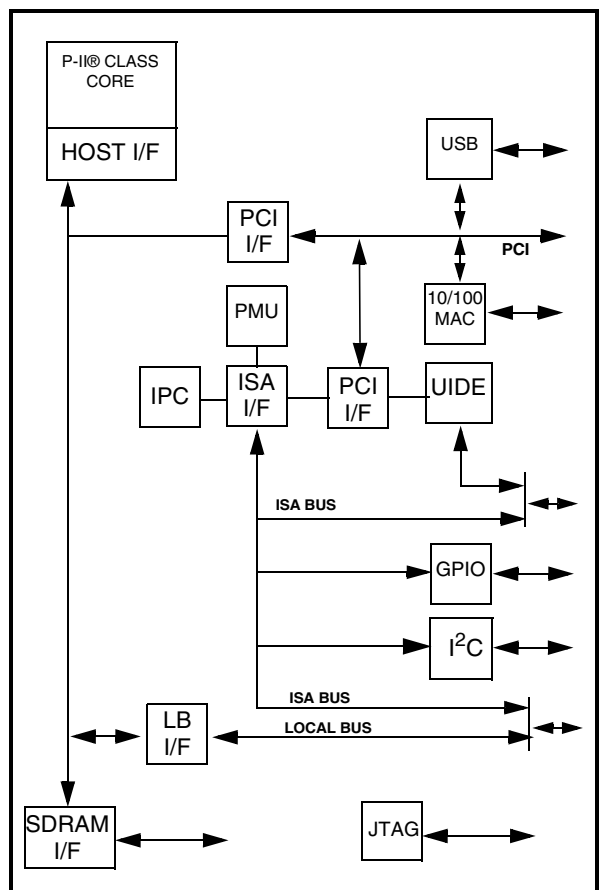 P-II® CLASS
CORE
HOST I/F
USB
PCI
I/F
PCI
10/100
MAC
PMU
IPC
ISA
I/F
PCI
I/F
UIDE
ISA BUS
GPIO
I²C
ISA BUS
LB
I/F
LOCAL BUS
SDRAM
I/F
JTAG